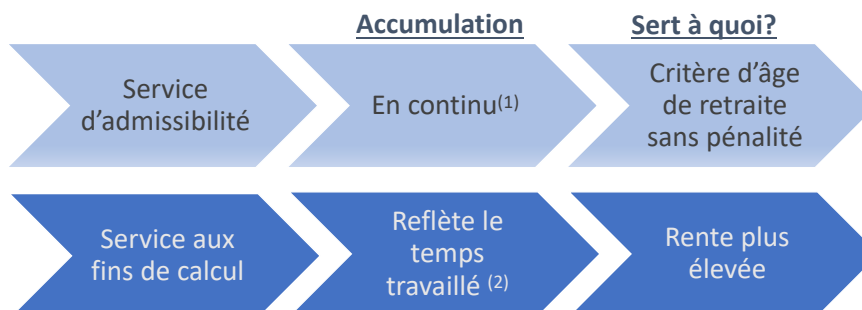 Accumulation
Sert à quoi?
Service
d'admissibilité
En continu(1)
Critère d'âge
de retraite
sans pénalité
Service aux
fins de calcul
Reflète le
temps
travaillé (2)
Rente plus
élevée